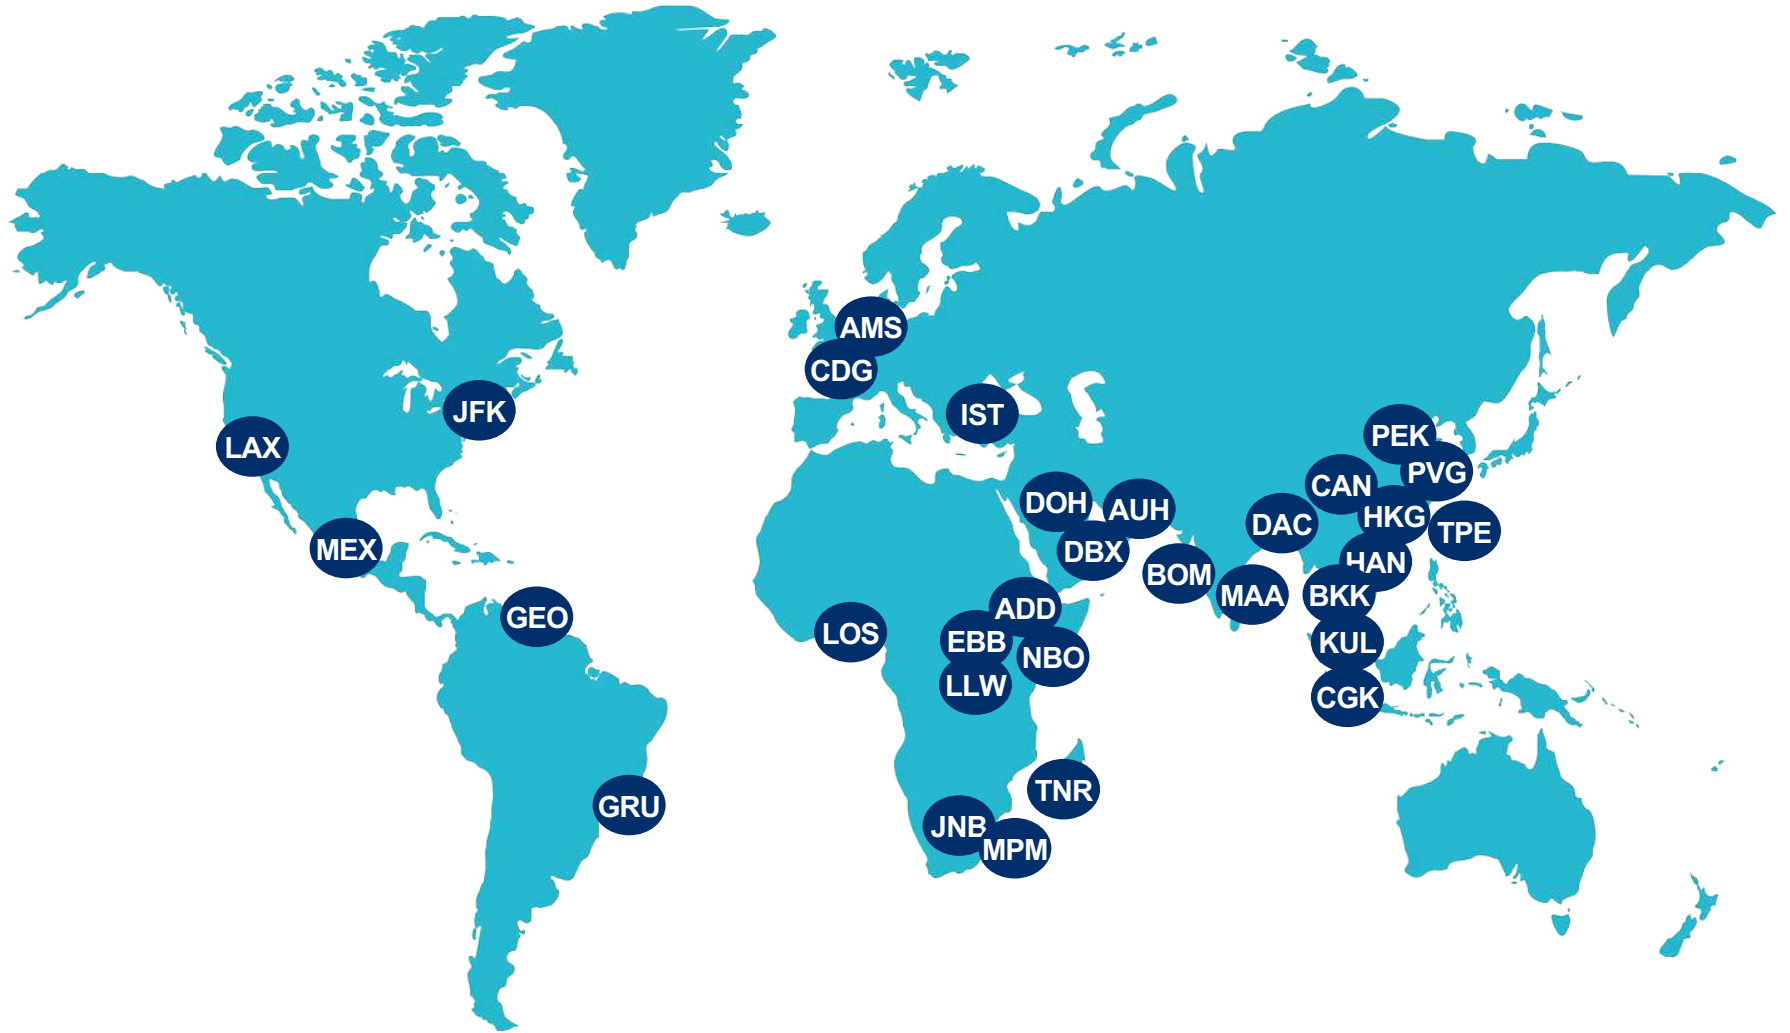 AMS
CDG
JFK
IST
LAX
PEK
PVG
CAN
DOH
AUH
HKG
DAC
TPE
MEX
DBX
HAN
BOM
MAA
BKK
ADD
GEO
LOS
EBB
KUL
NBO
LLW
CGK
TNR
GRU
JNB
MPM